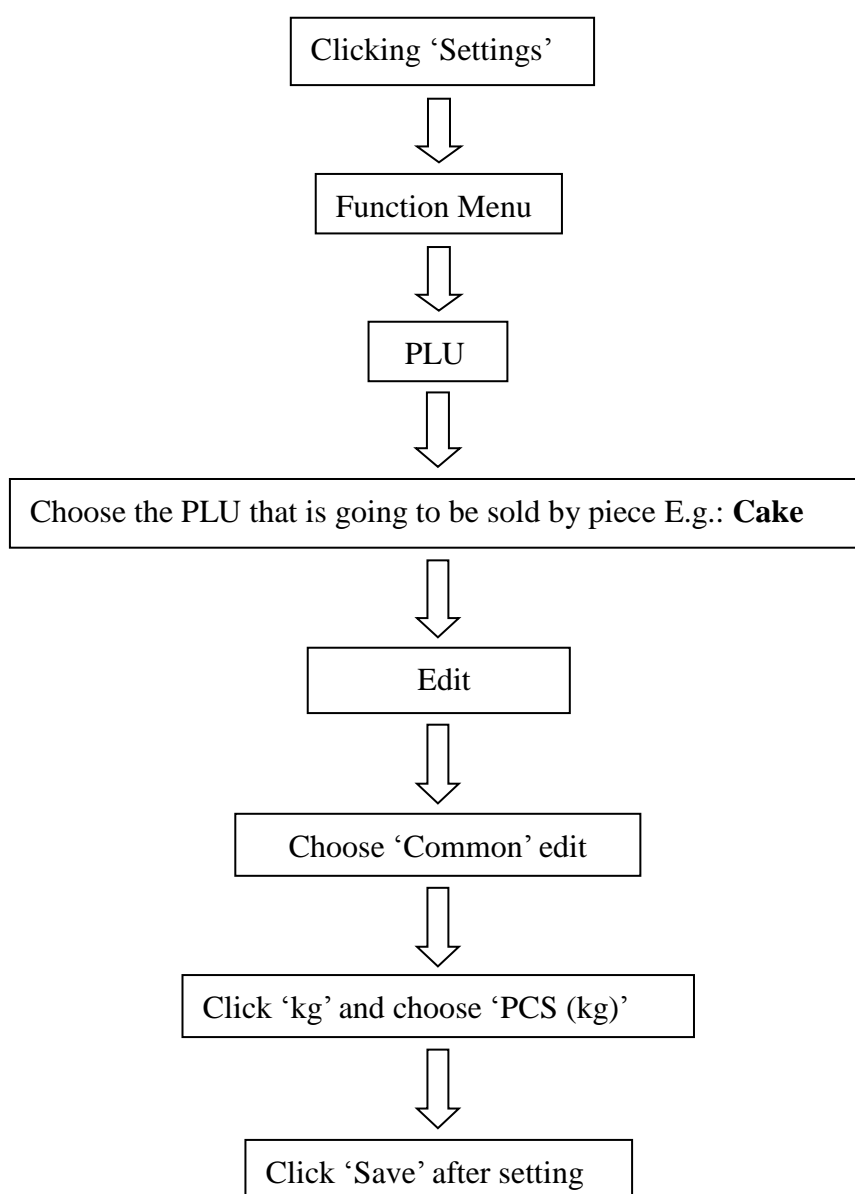 Clicking ‘Settings’
Function Menu
PLU
Choose the PLU that is going to be sold by piece E.g.: Cake
Edit
Choose ‘Common’ edit
Click ‘kg’ and choose ‘PCS (kg)’
Click ‘Save’ after setting